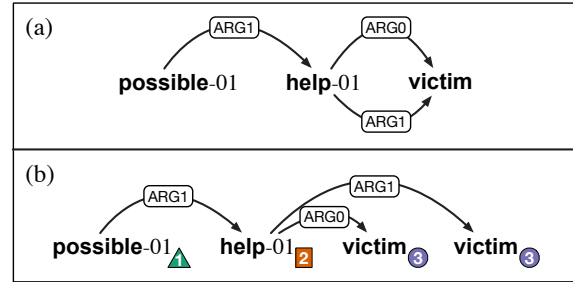 (a)
ARG1 ARG0
possible-01 help-01 victim
ARG1
(b)
ARG1 ARG1
ARG0
possible-01 1 help-01 2 victim 3 victim 3